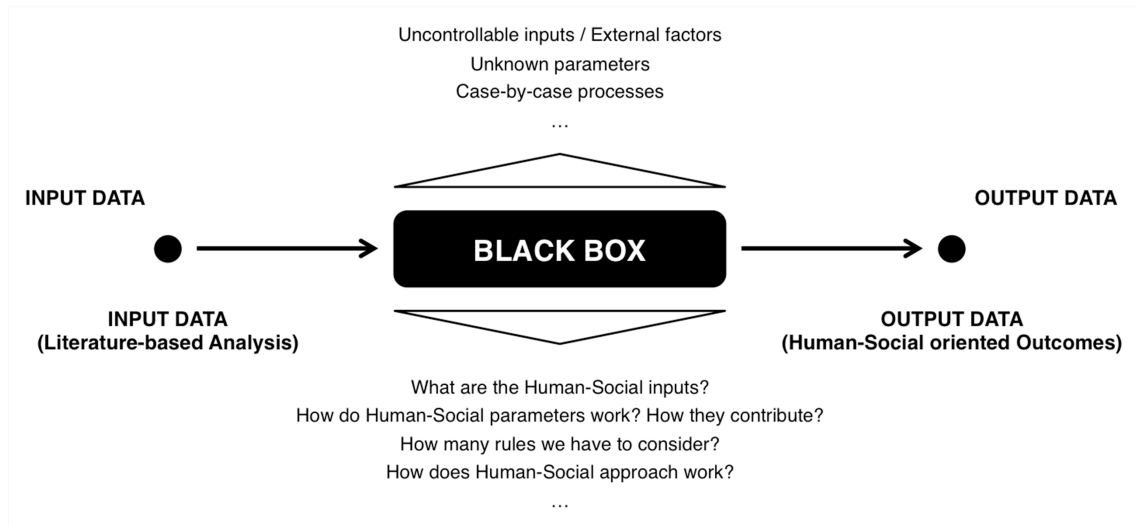 Uncontrollable inputs / External factors
Unknown parameters
Case-by-case processes
…
INPUT DATA
OUTPUT DATA
BLACK BOX
INPUT DATA
(Literature-based Analysis)
OUTPUT DATA
(Human-Social oriented Outcomes)
What are the Human-Social inputs?
How do Human-Social parameters work? How they contribute?
How many rules we have to consider?
How does Human-Social approach work?
…